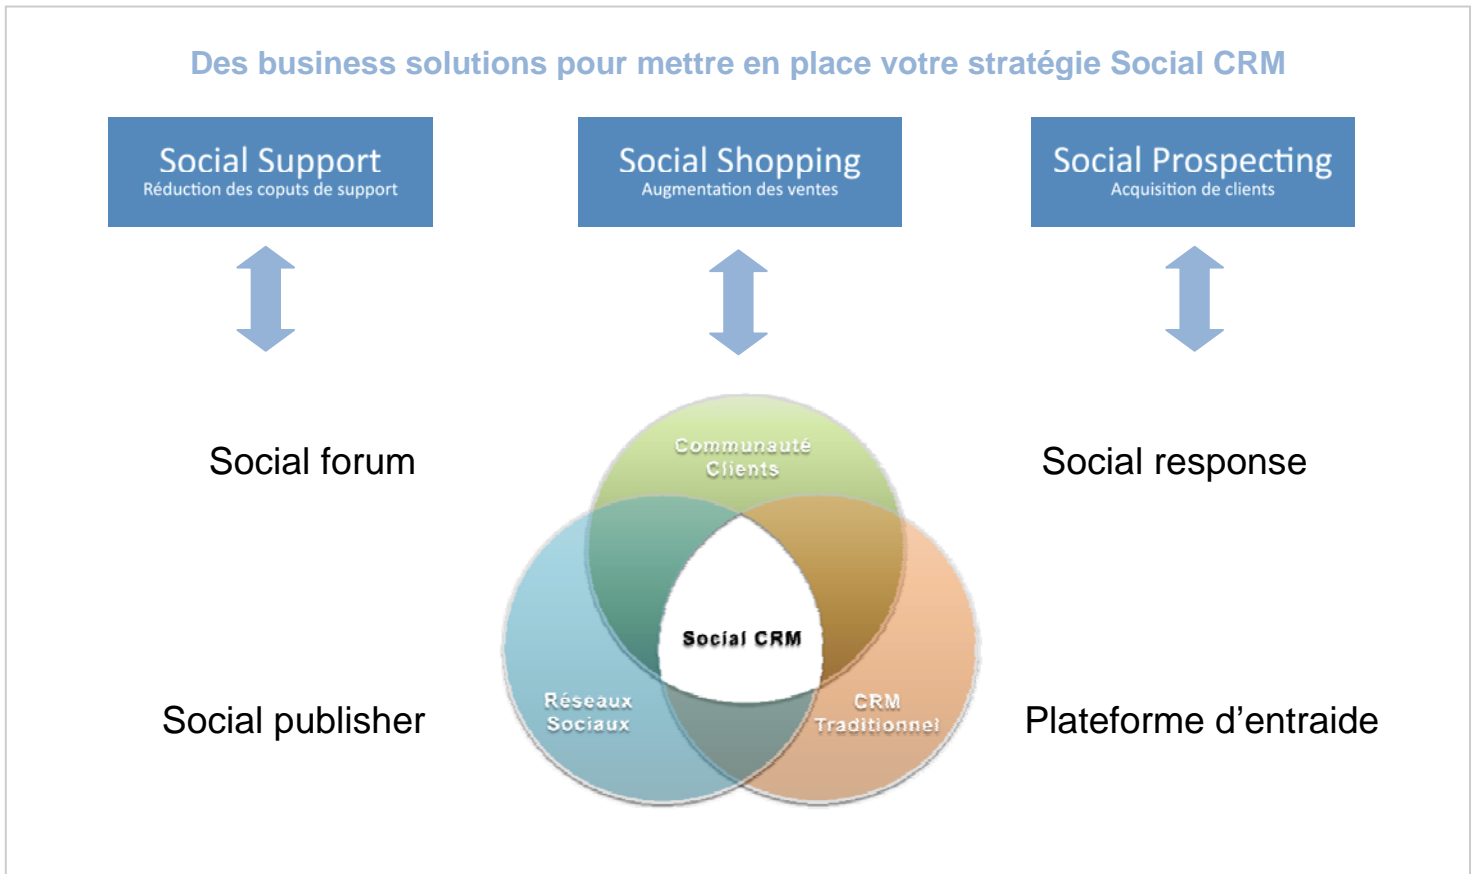 Des business solutions pour mettre en place votre stratégie Social CRM
Social Support
Réduction des coputs de support
Social Shopping
Augmentation des ventes
Social Prospecting
Acquisition de clients
Social forum
Communauté
Clients
Social response
Social CRM
Social publisher
Réseaux
Sociaux
CRM
Traditionnel
Plateforme d’entraide